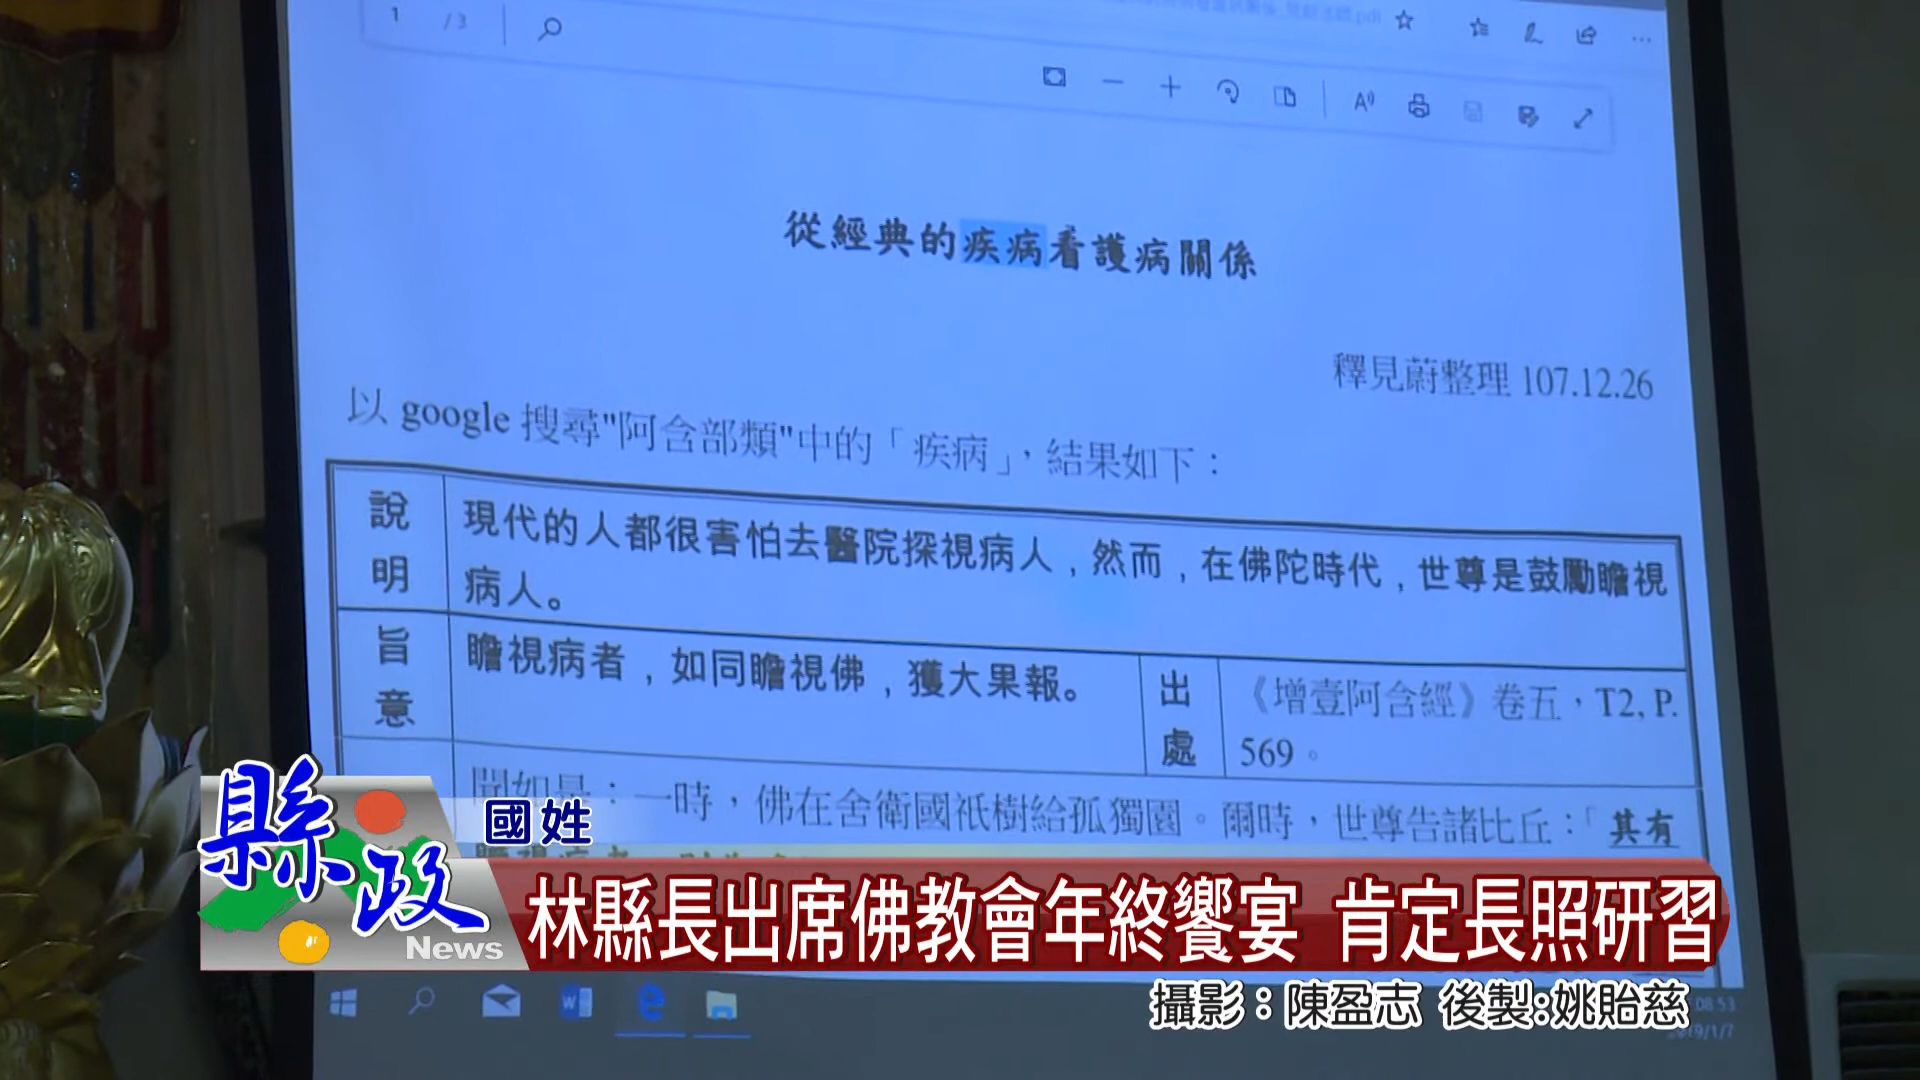 1 /3
從經典的疾病看護病關係
釋見蔚整理 107.12.26
以 google 搜尋"阿含部類"中的「疾病」，結果如下：
說明
現代的人都很害怕去醫院探視病人，然而，在佛陀時代，世尊是鼓勵瞻視
病人。
旨意
瞻視病者，如同瞻視佛，獲大果報。
出處
《增壹阿含經》卷五，T2, P.
569。
聞如是：一時，佛在舍衛國祇樹給孤獨園。爾時，世尊告諸比丘：「其有
縣政
News
國姓
林縣長出席佛教會年終饗宴 肯定長照研習
攝影：陳盈志 後製:姚貽慈